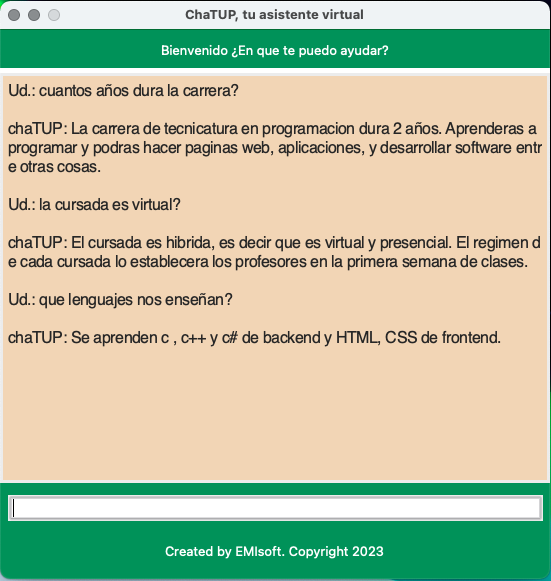 ChaTUP, tu asistente virtual
Bienvenido ¿En que te puedo ayudar?
Ud.: cuantos años dura la carrera?
chaTUP: La carrera de tecnicatura en programacion dura 2 años. Aprenderas a
programar y podras hacer paginas web, aplicaciones, y desarrollar software entr
e otras cosas.
Ud.: la cursada es virtual?
chaTUP: El cursada es hibrida, es decir que es virtual y presencial. El regimen d
e cada cursada lo establecera los profesores en la primera semana de clases.
Ud.: que lenguajes nos enseñan?
chaTUP: Se aprenden c , c++ y c# de backend y HTML, CSS de frontend.
Created by EMIsoft. Copyright 2023